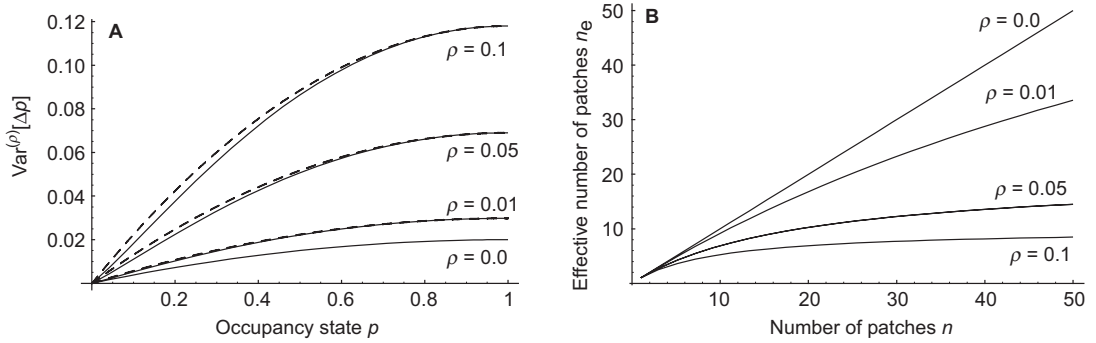 A
0.12
0.10
0.08
0.06
0.04
0.02
Var(ρ)[Δp]
ρ = 0.1
ρ = 0.05
ρ = 0.01
ρ = 0.0
0.2
0.4
0.6
0.8
1
Occupancy state p
B
50
40
30
20
10
Effective number of patches ne
ρ = 0.0
ρ = 0.01
ρ = 0.05
ρ = 0.1
10
20
30
40
50
Number of patches n